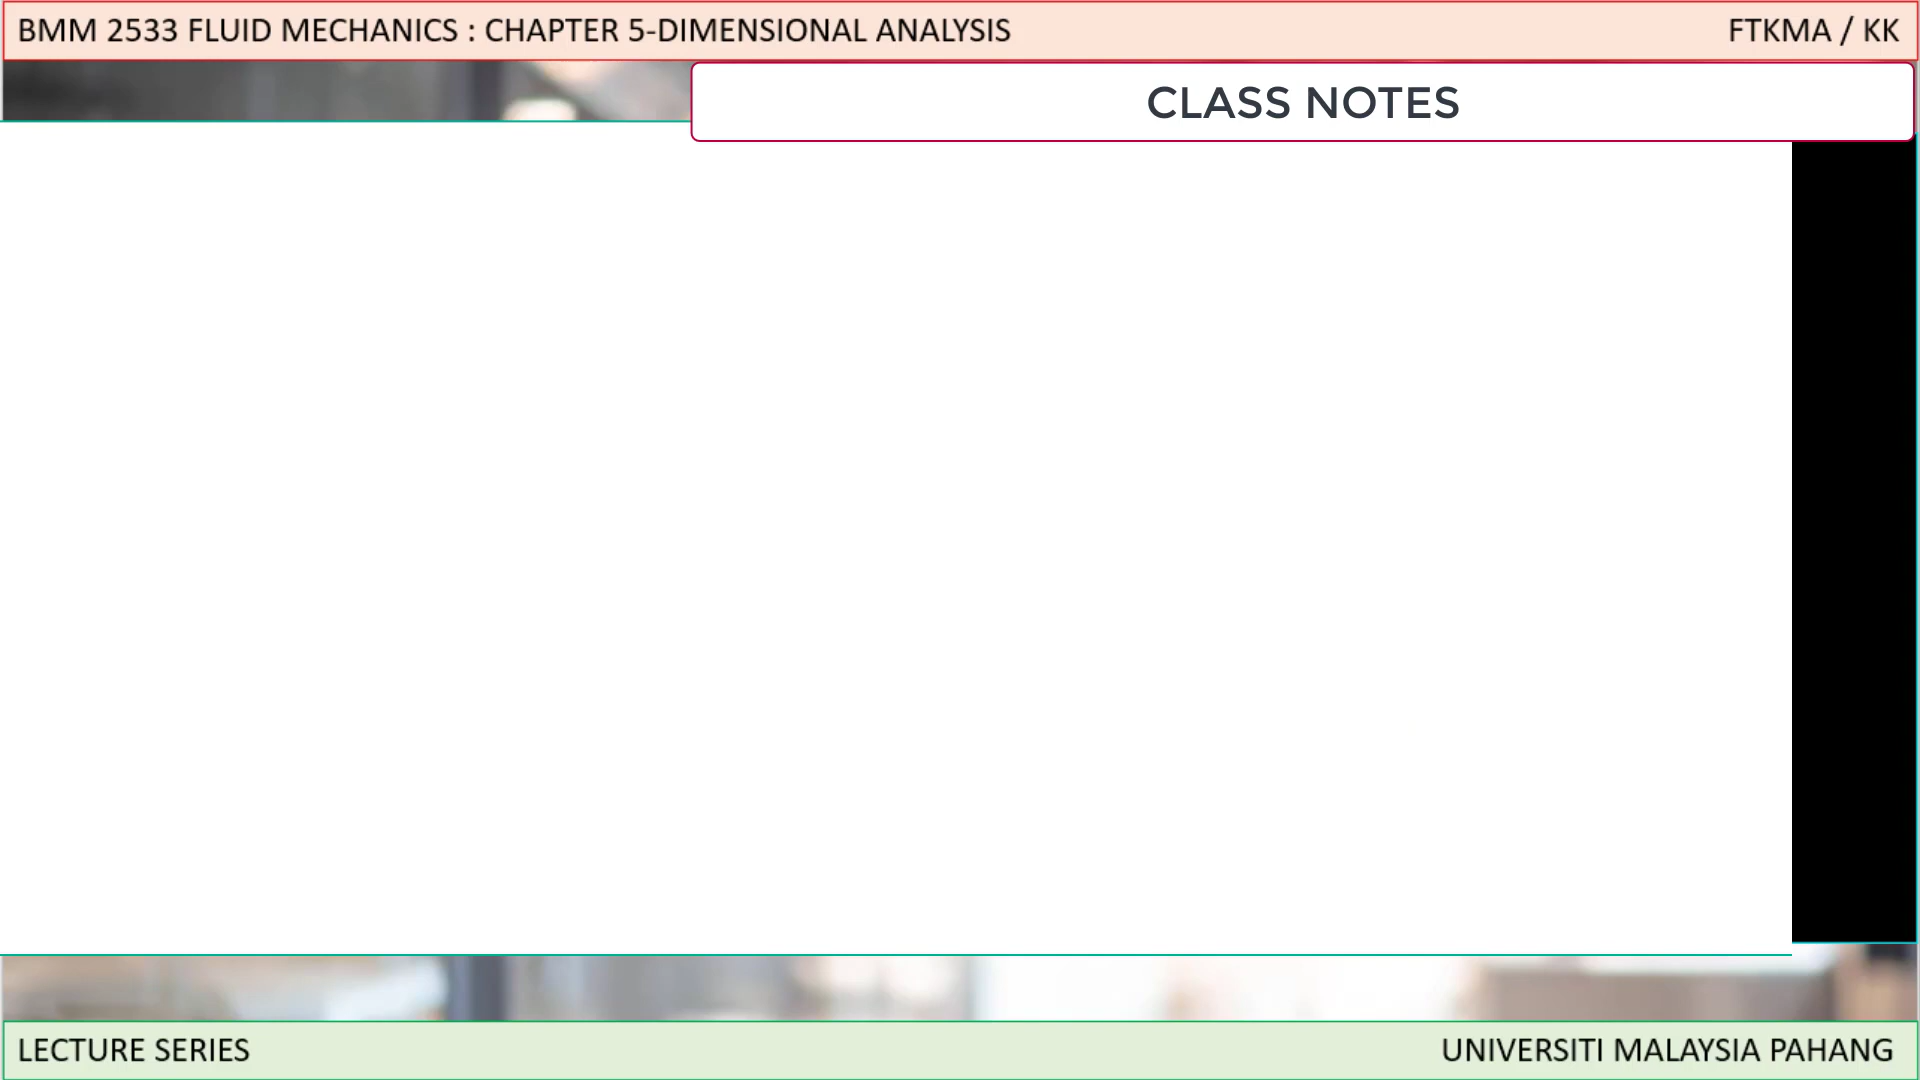 BMM 2533 FLUID MECHANICS : CHAPTER 5-DIMENSIONAL ANALYSIS
FTKMA / KK
CLASS NOTES
LECTURE SERIES
UNIVERSITI MALAYSIA PAHANG